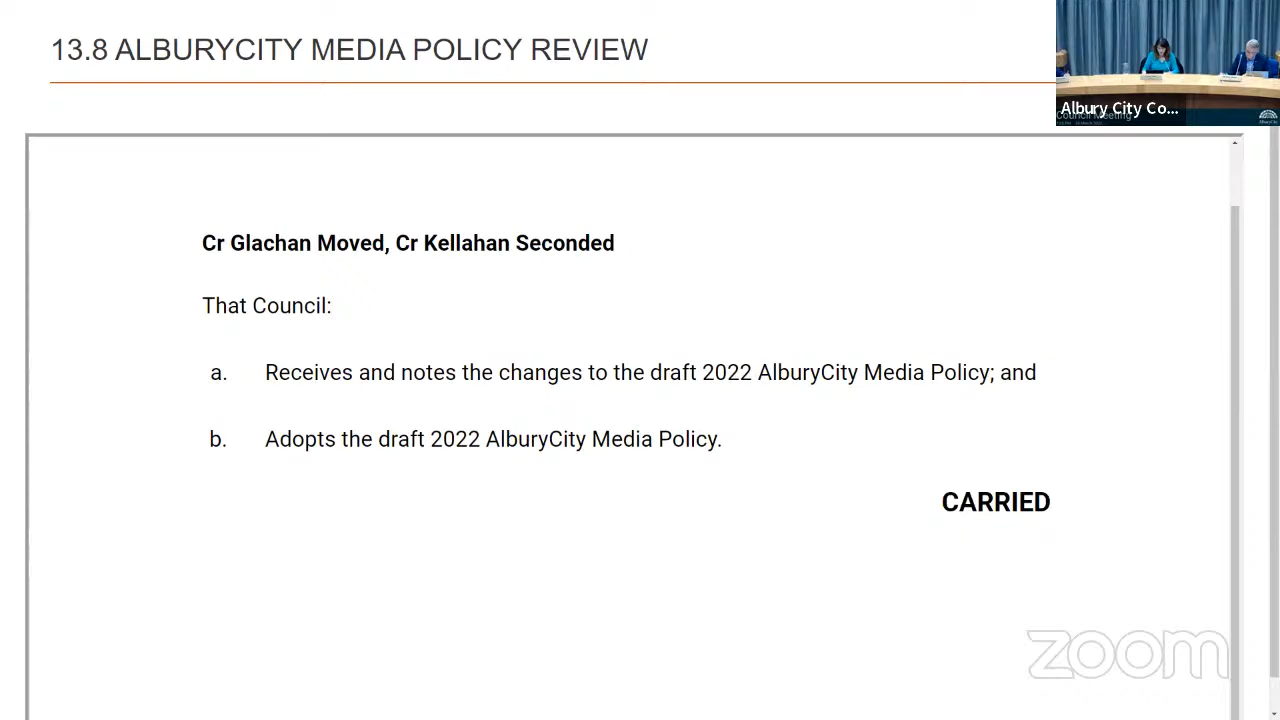 13.8 ALBURYCITY MEDIA POLICY REVIEW
Albury City Co...
Council Meeting
Cr Glachan Moved, Cr Kellahan Seconded
That Council:
a. Receives and notes the changes to the draft 2022 AlburyCity Media Policy; and
b. Adopts the draft 2022 AlburyCity Media Policy.
CARRIED
zoom